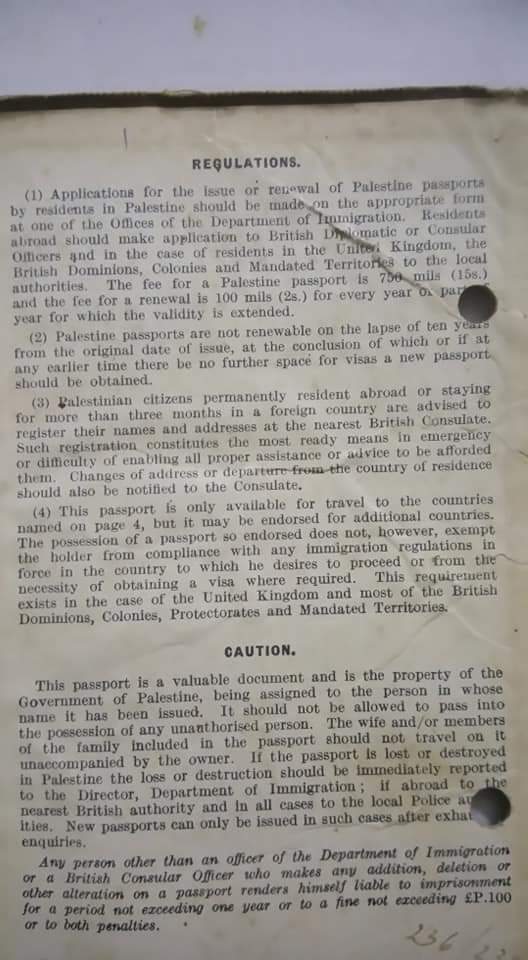 REGULATIONS.
(1) Applications for the issue or renewal of Palestine passports
by residents in Palestine should be made on the appropriate form
at one of the Offices of the Department of Immigration. Residents
abroad should make application to British Diplomatic or Consular
Officers and in the case of residents in the United Kingdom, the
British Dominions, Colonies and Mandated Territories to the local
authorities. The fee for a Palestine passport is 750 mils (15s.)
and the fee for a renewal is 100 mils (2s.) for every year or part
year for which the validity is extended.
(2) Palestine passports are not renewable on the lapse of ten years
from the original date of issue, at the conclusion of which or if at
any earlier time there be no further space for visas a new passport
should be obtained.
(3) Palestinian citizens permanently resident abroad or staying
for more than three months in a foreign country are advised to
register their names and addresses at the nearest British Consulate.
Such registration constitutes the most ready means in emergency
or difficulty of enabling all proper assistance or advice to be afforded
them. Changes of address or departure from the country of residence
should also be notified to the Consulate.
(4) This passport is only available for travel to the countries
named on page 4, but it may be endorsed for additional countries.
The possession of a passport so endorsed does not, however, exempt
the holder from compliance with any immigration regulations in
force in the country to which he desires to proceed or from the
necessity of obtaining a visa where required. This requirement
exists in the case of the United Kingdom and most of the British
Dominions, Colonies, Protectorates and Mandated Territories.
CAUTION.
This passport is a valuable document and is the property of the
Government of Palestine, being assigned to the person in whose
name it has been issued. It should not be allowed to pass into
the possession of any unanthorised person. The wife and/or members
of the family included in the passport should not travel on it
unaccompanied by the owner. If the passport is lost or destroyed
in Palestine the loss or destruction should be immediately reported
to the Director, Department of Immigration; if abroad to the
nearest British authority and in all cases to the local Police
ities. New passports can only be issued in such cases after
enquiries.
Any person other than an officer of the Department of Immigration
or a British Consular Officer who makes any addition, deletion or
other alteration on a passport renders himself liable to imprisonment
for a period not exceeding one year or to a fine not exceeding £P.100
or to both penalties.
236